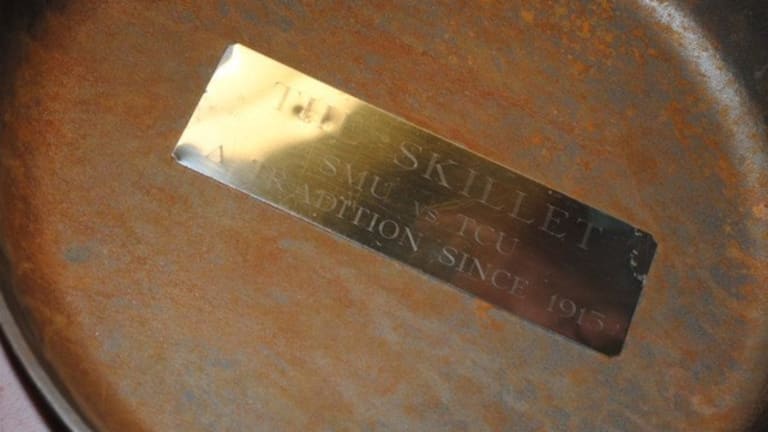 THE SKILLET
SMU vs TCU
A TRADITION SINCE 1915